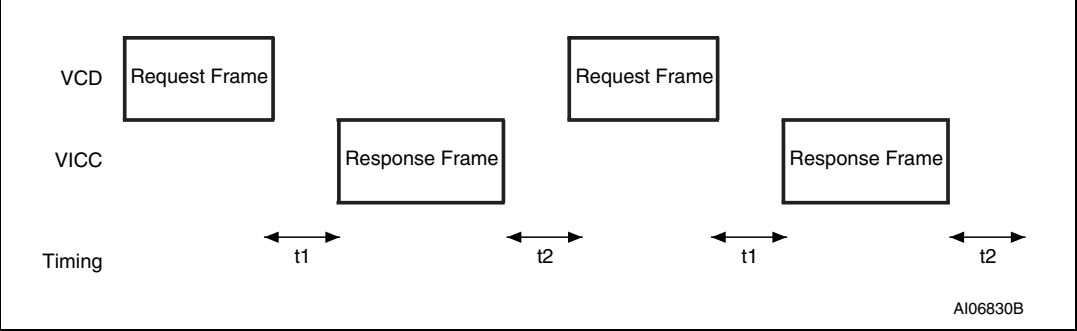 VCD Request Frame Request Frame
VICC Response Frame Response Frame
Timing t1 t2 t1 t2
AI06830B